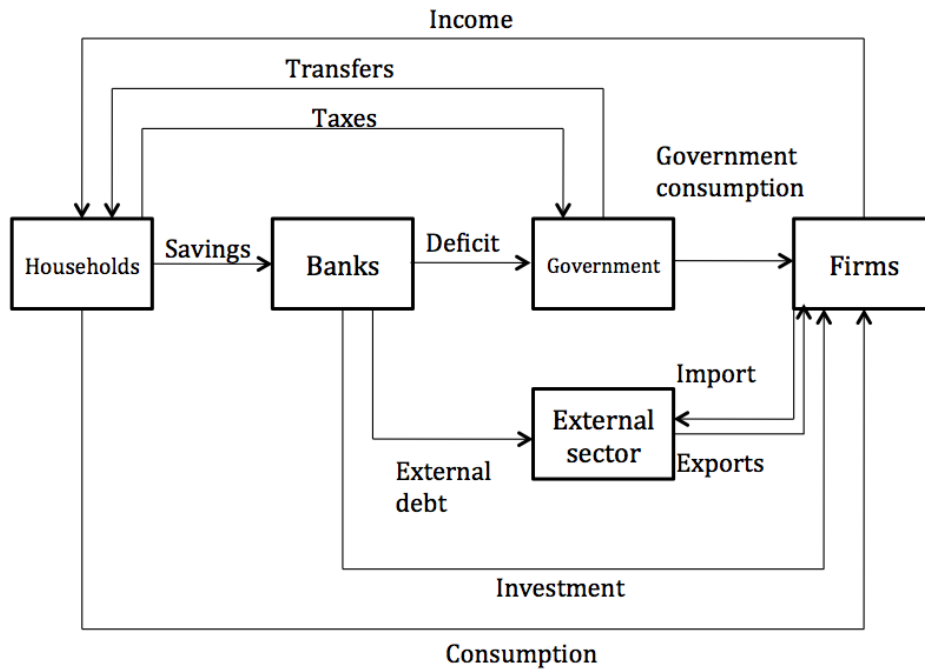 Income
Transfers
Taxes
Government
consumption
Households
Savings
Banks
Deficit
Government
Firms
Import
External
sector
Exports
External
debt
Investment
Consumption